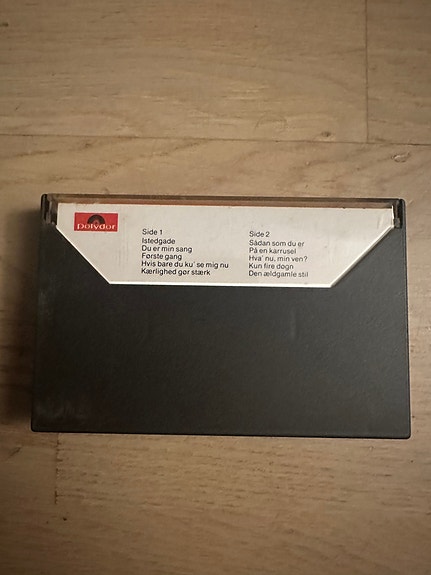 polydor
Side 1
Istedgade
Du er min sang
Første gang
Hvis bare du ku' se mig nu
Kærlighed gør stærk
Side 2
Sådan som du er
På en karrusel
Hva' nu, min ven?
Kun fire døgn
Den ældgamle stil